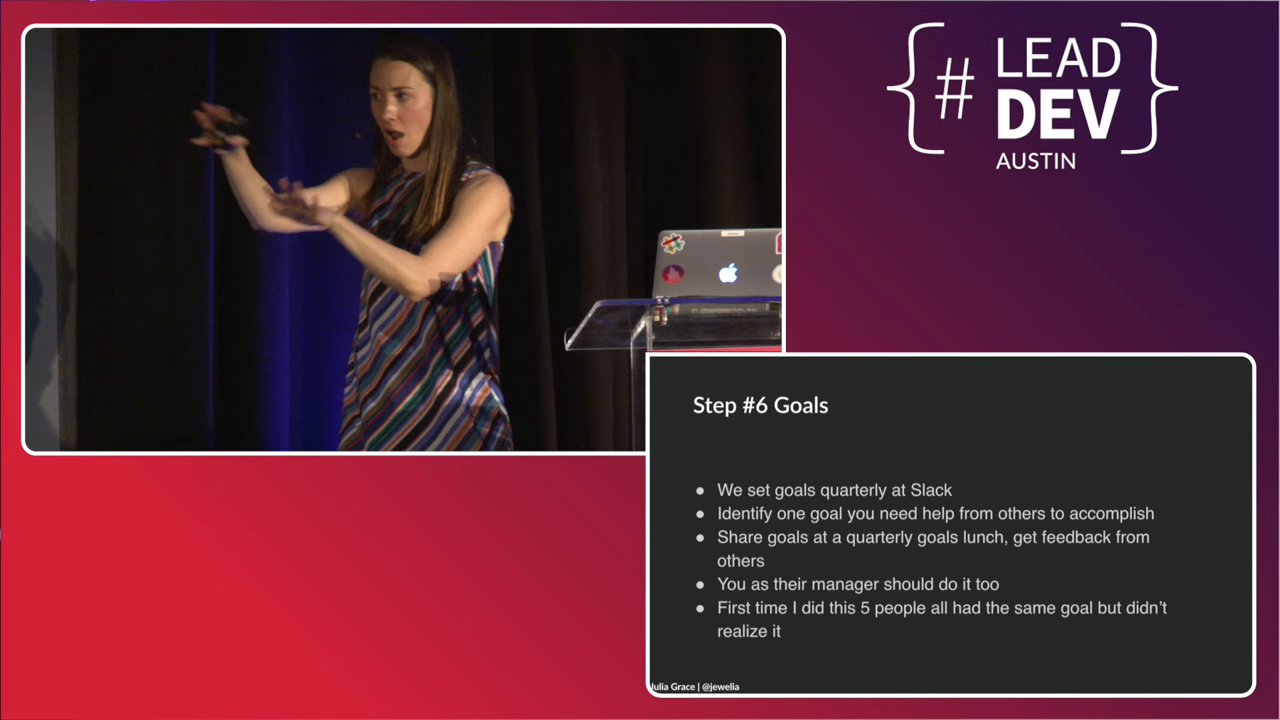 {# LEAD
DEV}
AUSTIN
Step #6 Goals
● We set goals quarterly at Slack
● Identify one goal you need help from others to accomplish
● Share goals at a quarterly goals lunch, get feedback from
others
● You as their manager should do it too
● First time I did this 5 people all had the same goal but didn’t
realize it
Julia Grace | @jewelia